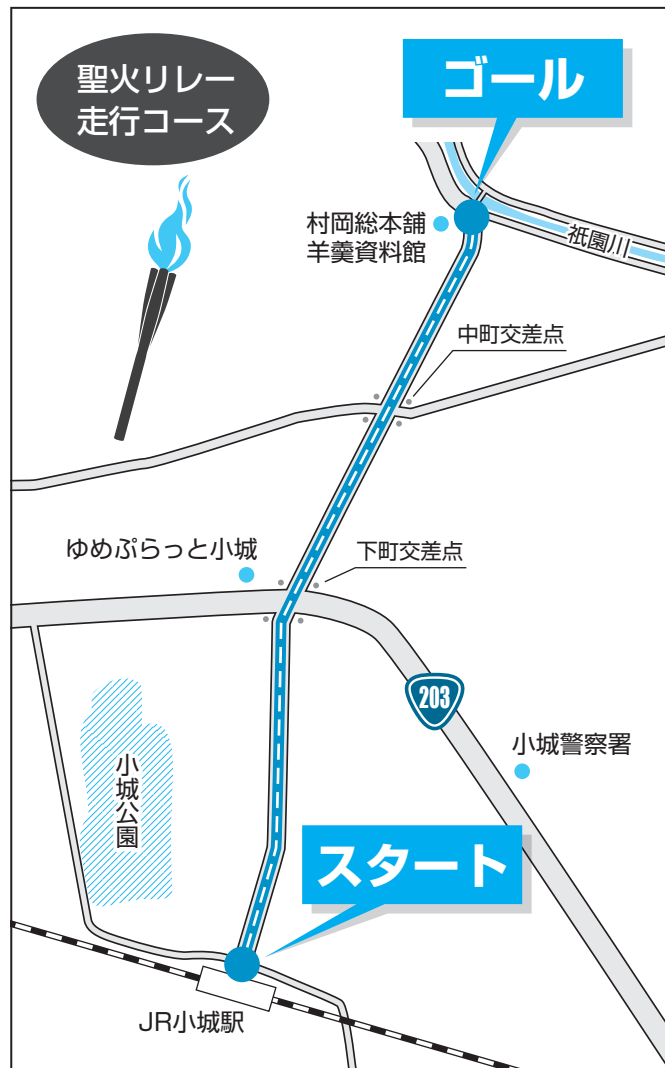 聖火リレー
走行コース
ゴール
村岡総本舗
羊羹資料館
祇園川
中町交差点
ゆめぷらっと小城
下町交差点
203
小城警察署
小城公園
スタート
JR小城駅